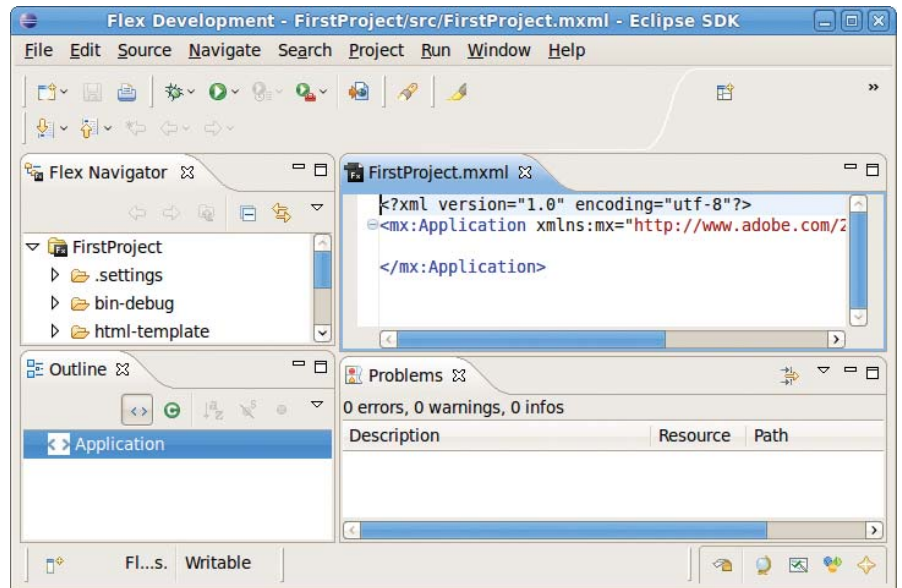 Flex Development - FirstProject/src/FirstProject.mxml - Eclipse SDK
File Edit Source Navigate Search Project Run Window Help
Flex Navigator
FirstProject
.settings
bin-debug
html-template
FirstProject.mxml
<?xml version="1.0" encoding="utf-8"?>
<mx:Application xmlns:mx="http://www.adobe.com/2
</mx:Application>
Outline
Application
Problems
0 errors, 0 warnings, 0 infos
Description Resource Path
Fl...s. Writable